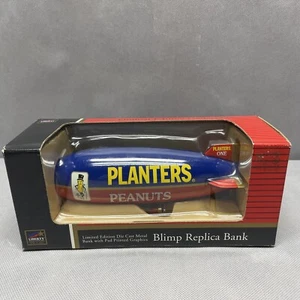 PLANTERS
ONE
PLANTERS
PEANUTS
Limited Edition Die Cast Metal
Bank with Pad Printed Graphics
Blimp Replica Bank
LIBERTY